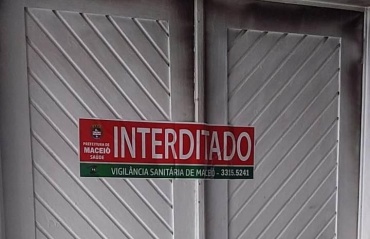 PREFEITURA DE
MACEIÓ
SAÚDE
INTERDITADO
VIGILÂNCIA SANITÁRIA DE MACEIÓ - 3315.5241